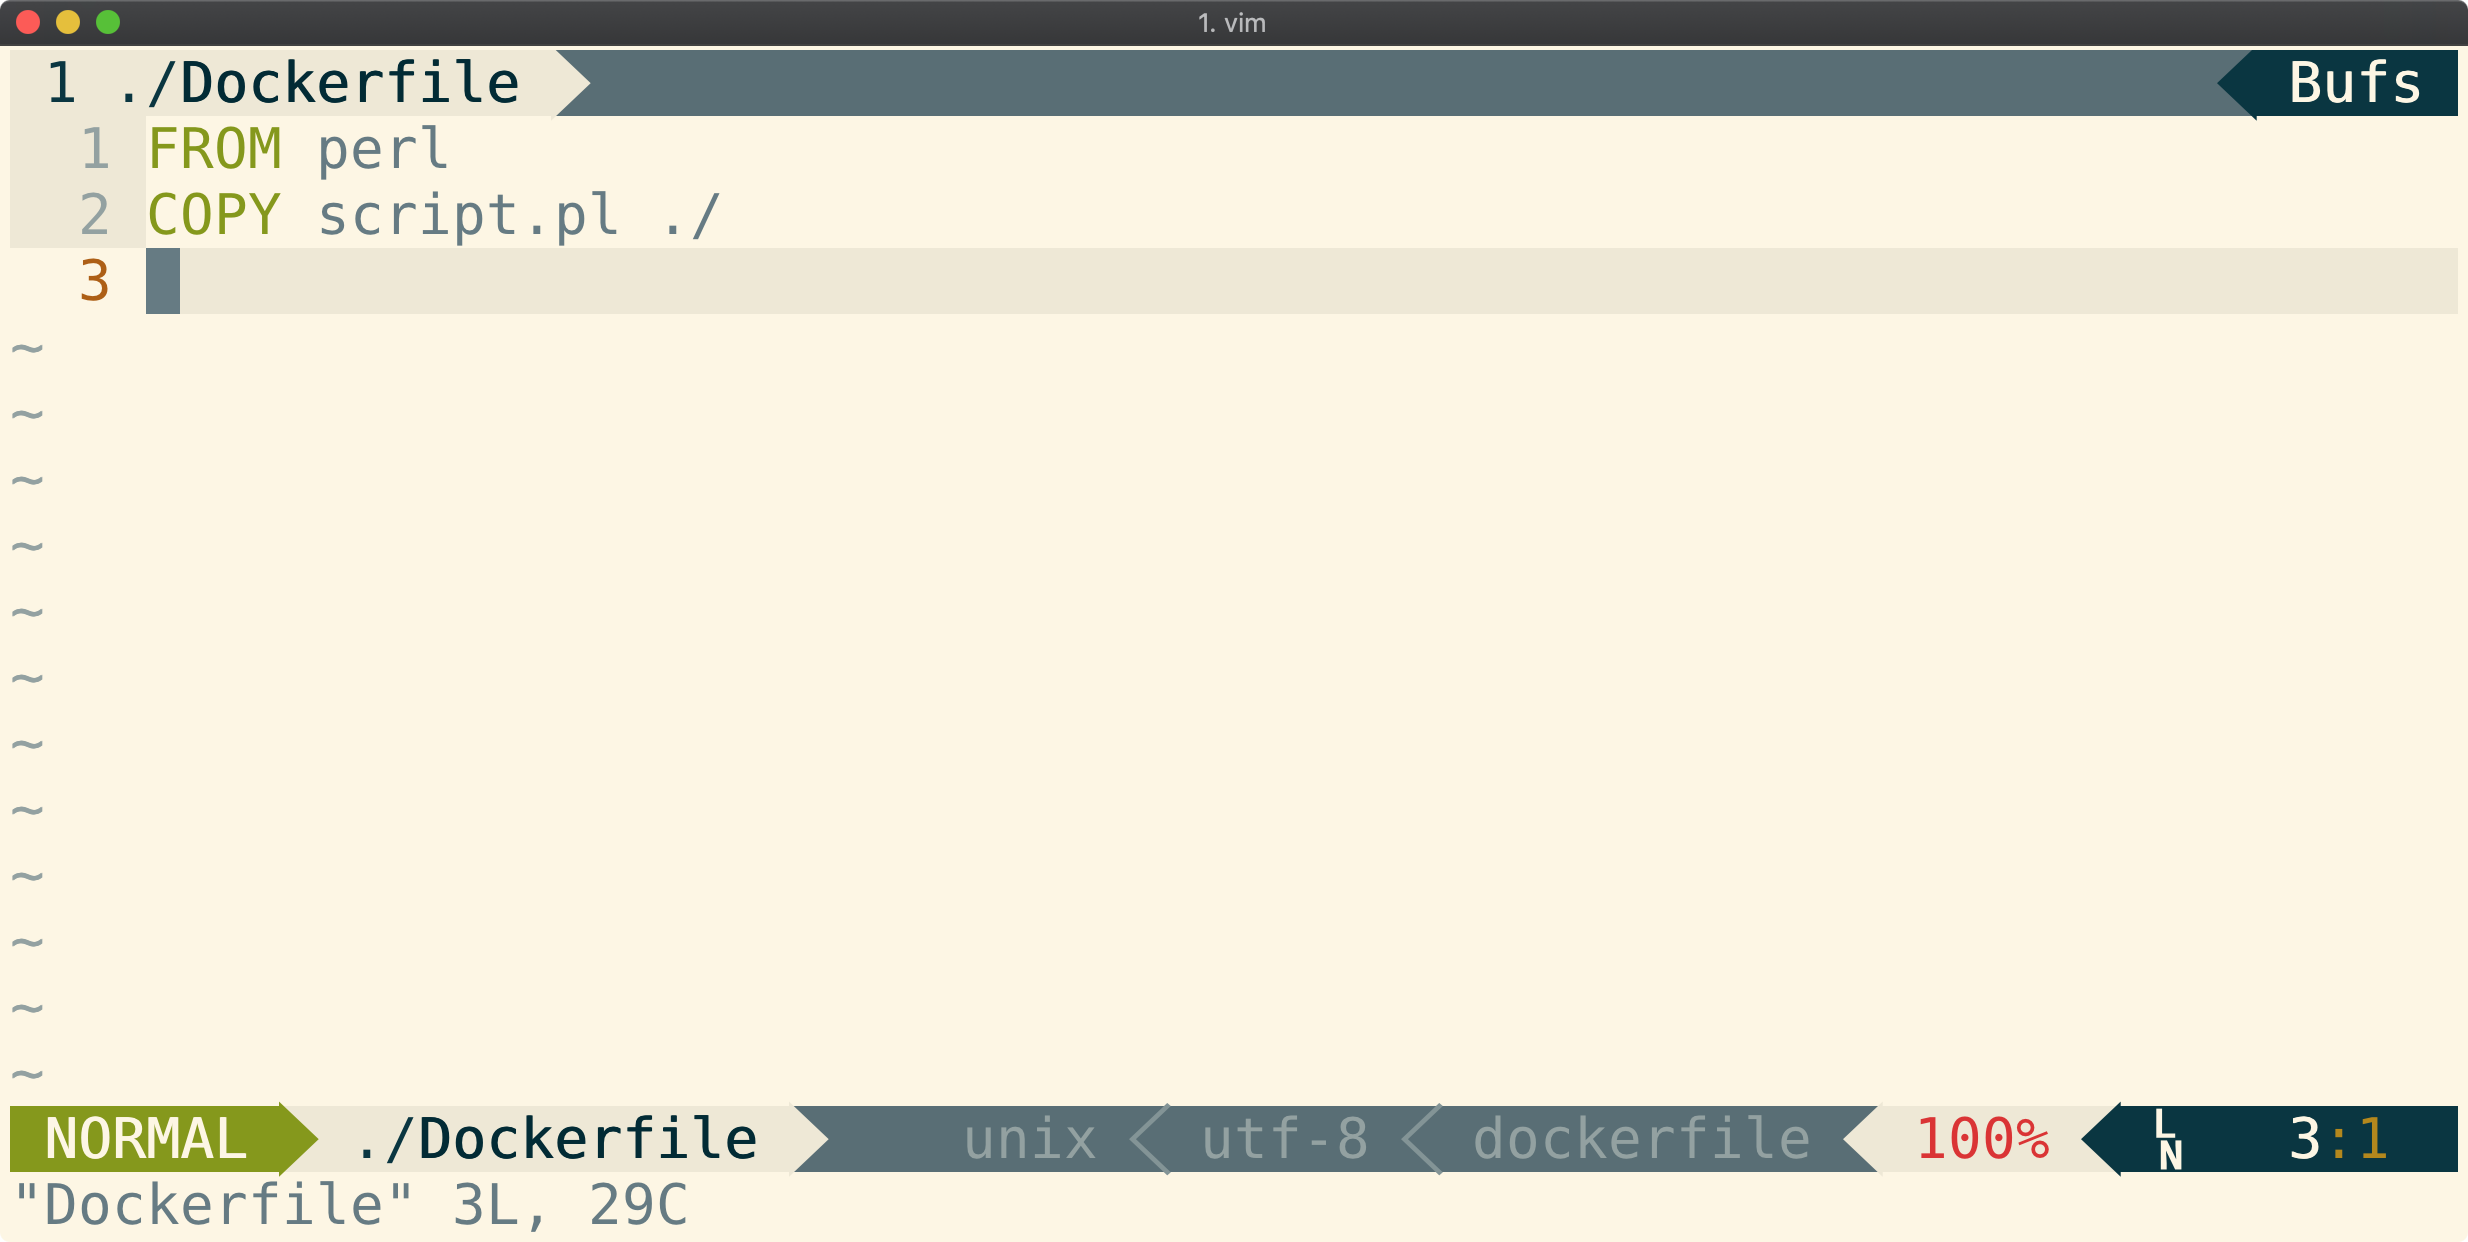 1. vim
1 ./Dockerfile Bufs
1 FROM perl
2 COPY script.pl ./
3
~
~
~
~
~
~
~
~
~
~
~
~
NORMAL ./Dockerfile unix utf-8 dockerfile 100% LN 3:1
"Dockerfile" 3L, 29C